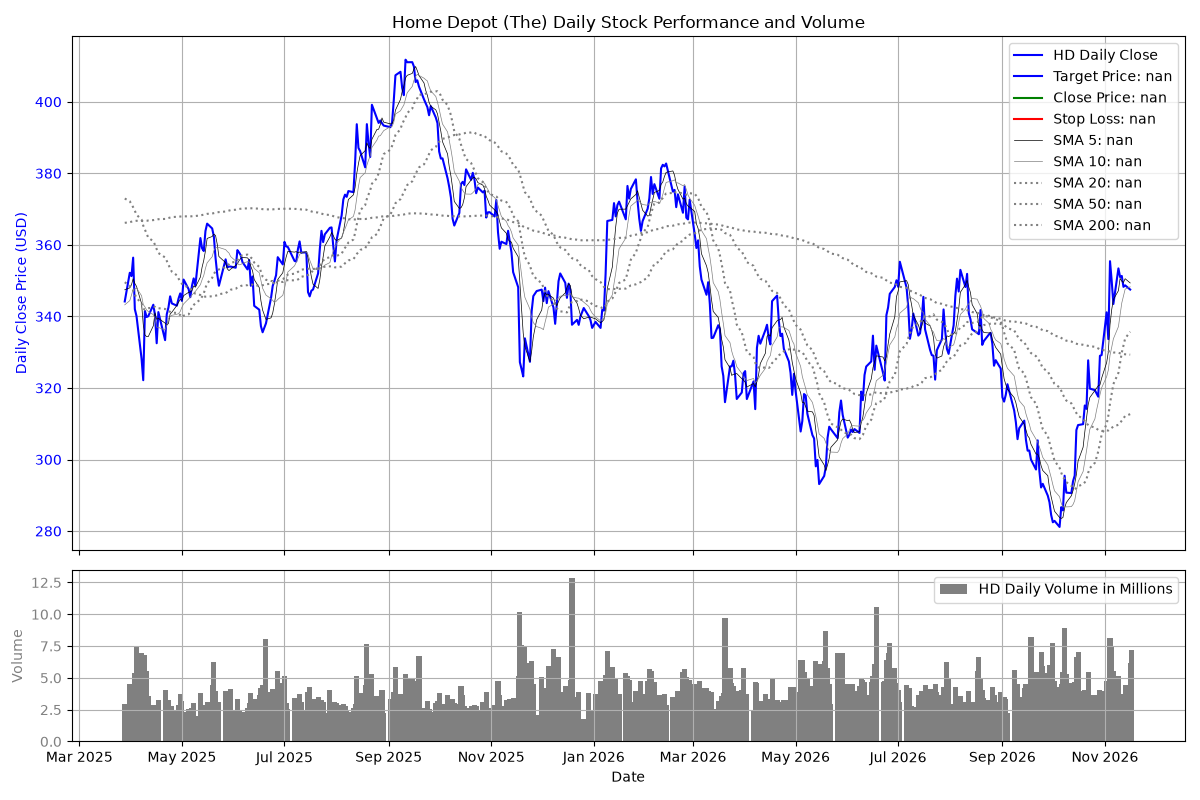 Home Depot (The) Daily Stock Performance and Volume
Daily Close Price (USD)
400
380
360
340
320
300
280
HD Daily Close
Target Price: nan
Close Price: nan
Stop Loss: nan
SMA 5: nan
SMA 10: nan
SMA 20: nan
SMA 50: nan
SMA 200: nan
Volume
12.5
10.0
7.5
5.0
2.5
0.0
HD Daily Volume in Millions
Mar 2025 May 2025 Jul 2025 Sep 2025 Nov 2025 Jan 2026 Mar 2026 May 2026 Jul 2026 Sep 2026 Nov 2026
Date